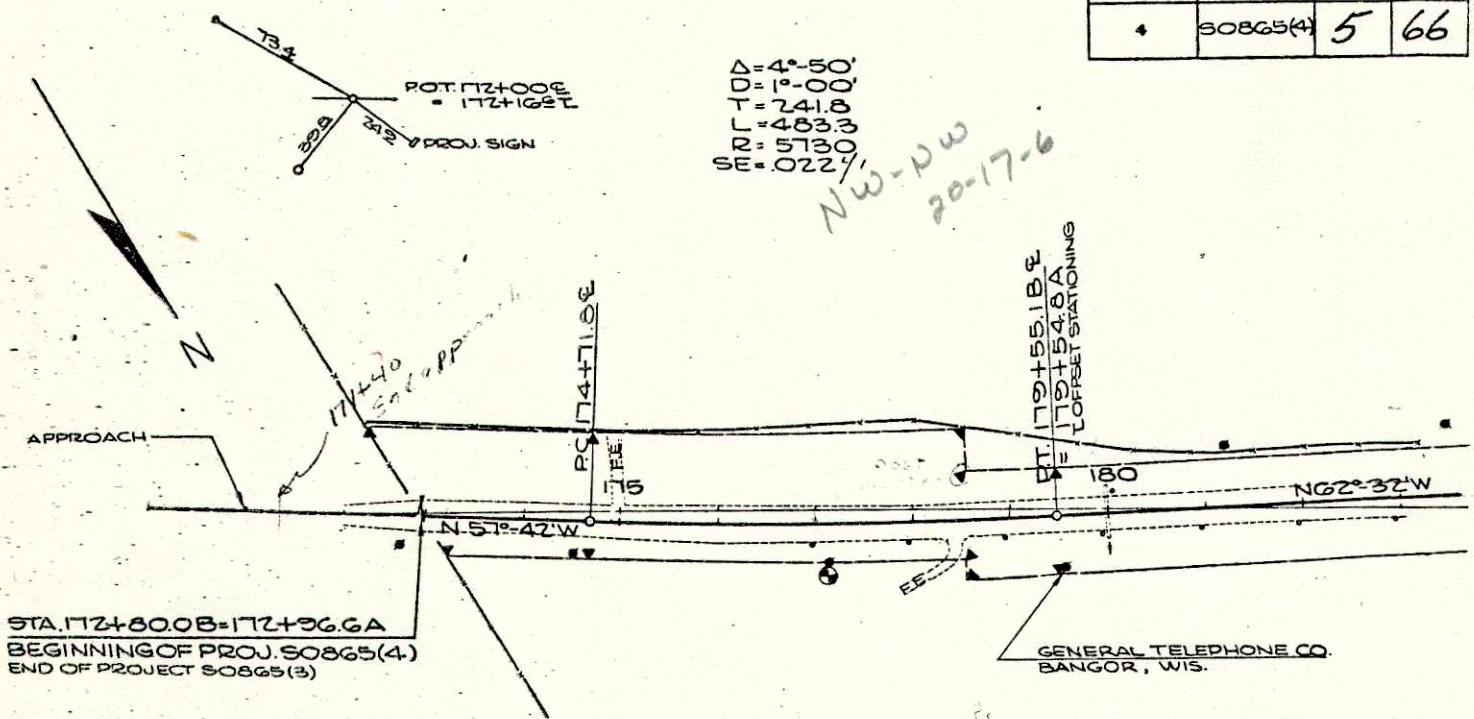 4 S0865(4) 5 66
734
P.O.T. 172+00 ℄
= 172+16 9 T
PROJ. SIGN
Δ=4°-50'
D=1°-00'
T=241.8
L=483.3
R=5730
SE=.022'/'
NW-NW
20-17-6
N
171+40
APPROACH
P.C. 174+71.8 ℄
P.T. 179+55.1 B ℄
= 179+54.8 A
OFFSET STATIONING
F.E.
175
180
N 57°-42'W
N 62°-32'W
F.E.
STA. 172+80.0B=172+96.6A
BEGINNING OF PROJ. S0865(4)
END OF PROJECT S0865(3)
GENERAL TELEPHONE CO.
BANGOR, WIS.